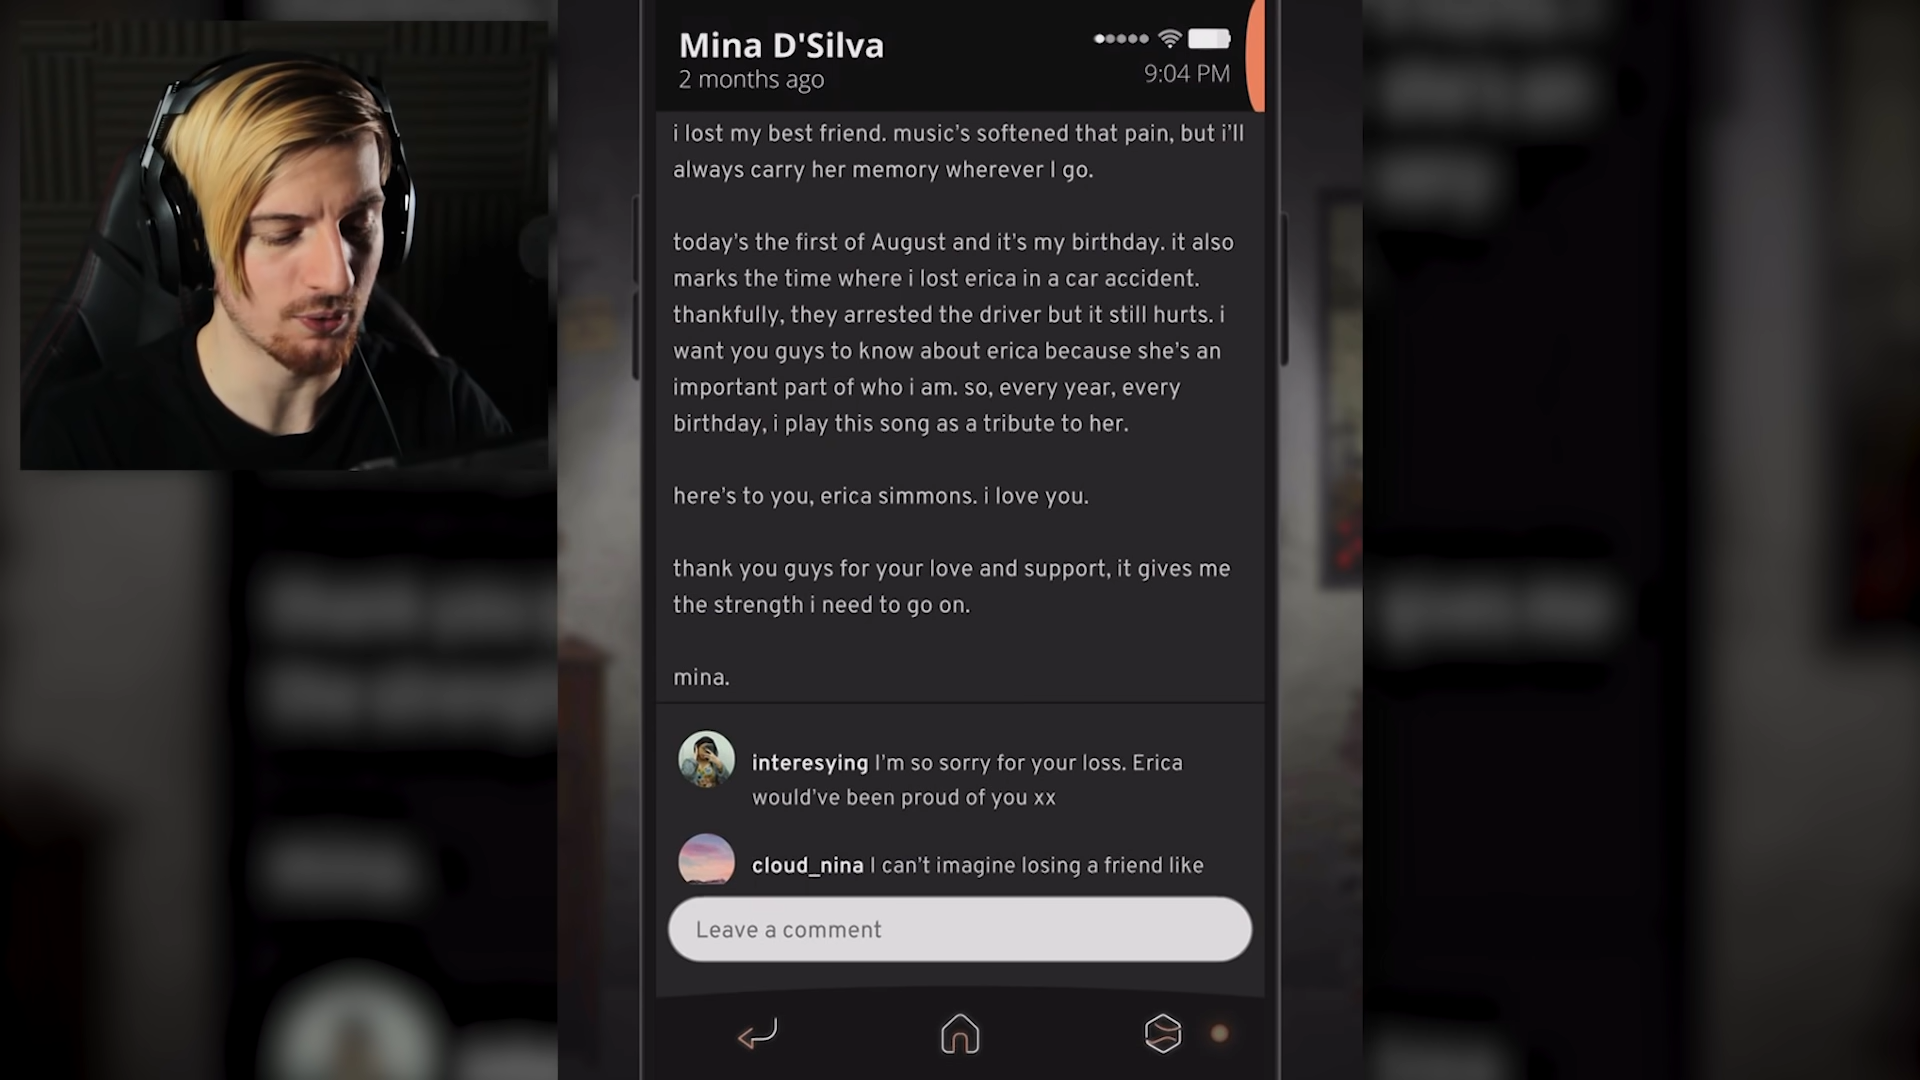 Mina D'Silva
2 months ago
9:04 PM
i lost my best friend. music's softened that pain, but i'll
always carry her memory wherever I go.
today's the first of August and it's my birthday. it also
marks the time where i lost erica in a car accident.
thankfully, they arrested the driver but it still hurts. i
want you guys to know about erica because she's an
important part of who i am. so, every year, every
birthday, i play this song as a tribute to her.
here's to you, erica simmons. i love you.
thank you guys for your love and support, it gives me
the strength i need to go on.
mina.
interesying I'm so sorry for your loss. Erica
would've been proud of you xx
cloud_nina I can't imagine losing a friend like
Leave a comment